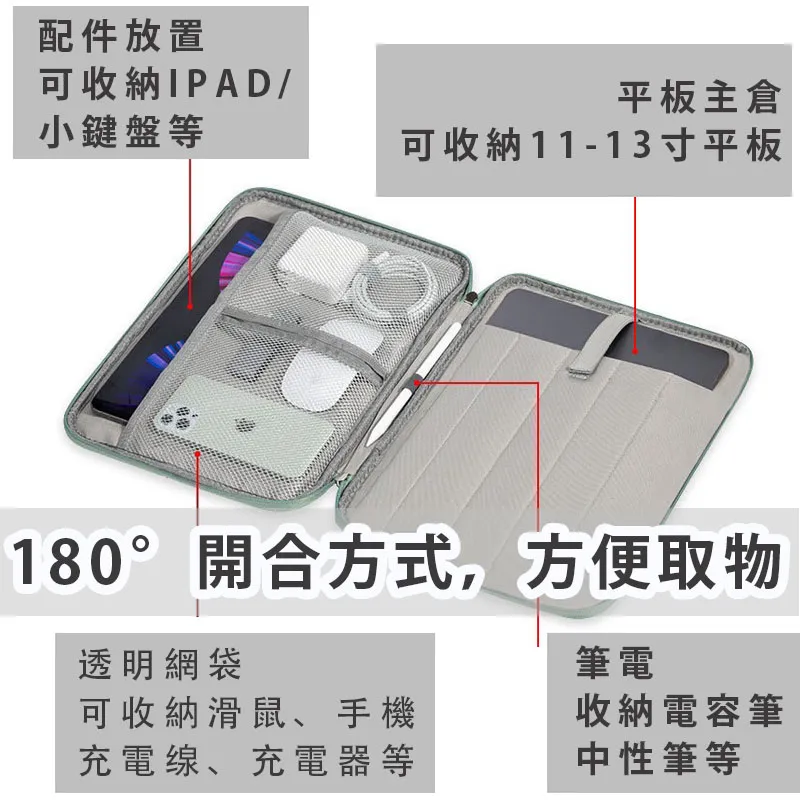 配件放置
可收納IPAD/
小鍵盤等
平板主倉
可收納11-13寸平板
180° 開合方式,方便取物
透明網袋
可收納滑鼠、手機
充電线、充電器等
筆電
收納電容筆
中性筆等